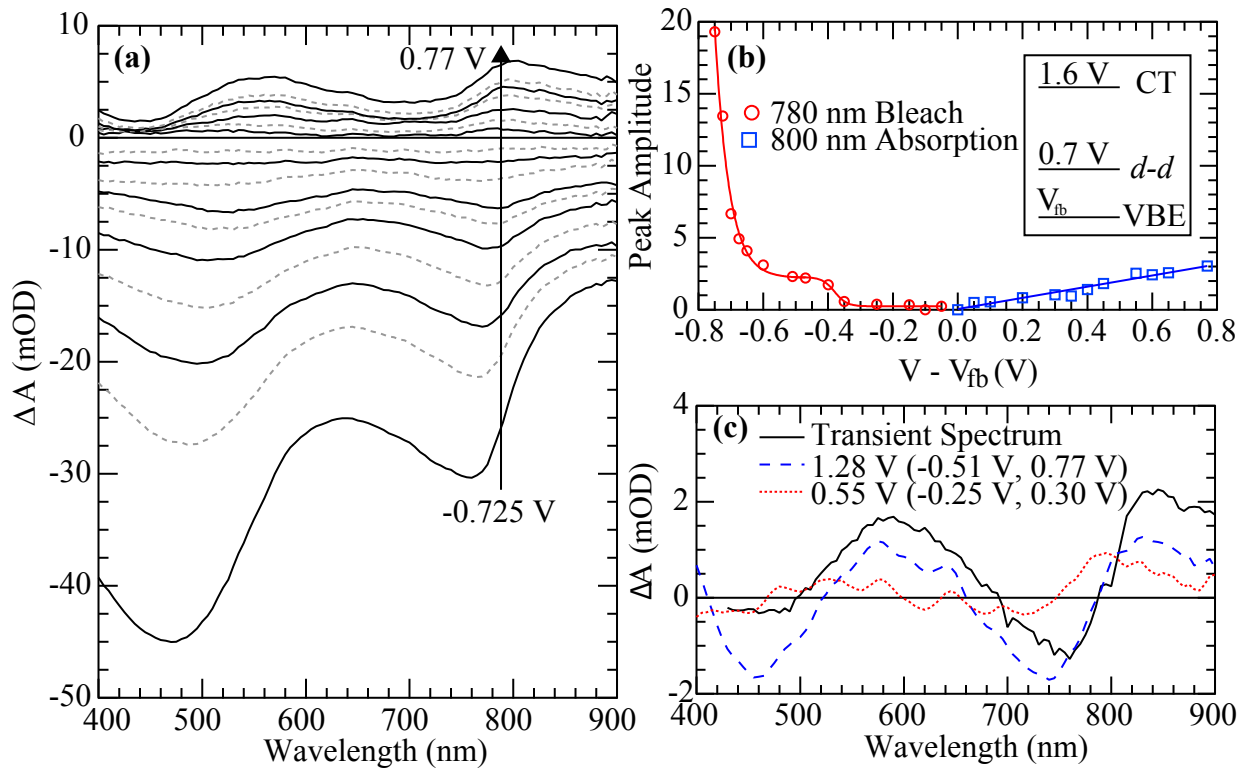 (a)
0.77 V
-0.725 V
10
0
-10
-20
-30
-40
-50
ΔA (mOD)
400 500 600 700 800 900
Wavelength (nm)
(b)
20
15
10
5
0
Peak Amplitude
780 nm Bleach
800 nm Absorption
1.6 V CT
0.7 V d-d
Vfb VBE
-0.8 -0.6 -0.4 -0.2 0.0 0.2 0.4 0.6 0.8
V - Vfb (V)
(c)
Transient Spectrum
1.28 V (-0.51 V, 0.77 V)
0.55 V (-0.25 V, 0.30 V)
4
2
0
-2
ΔA (mOD)
400 500 600 700 800 900
Wavelength (nm)